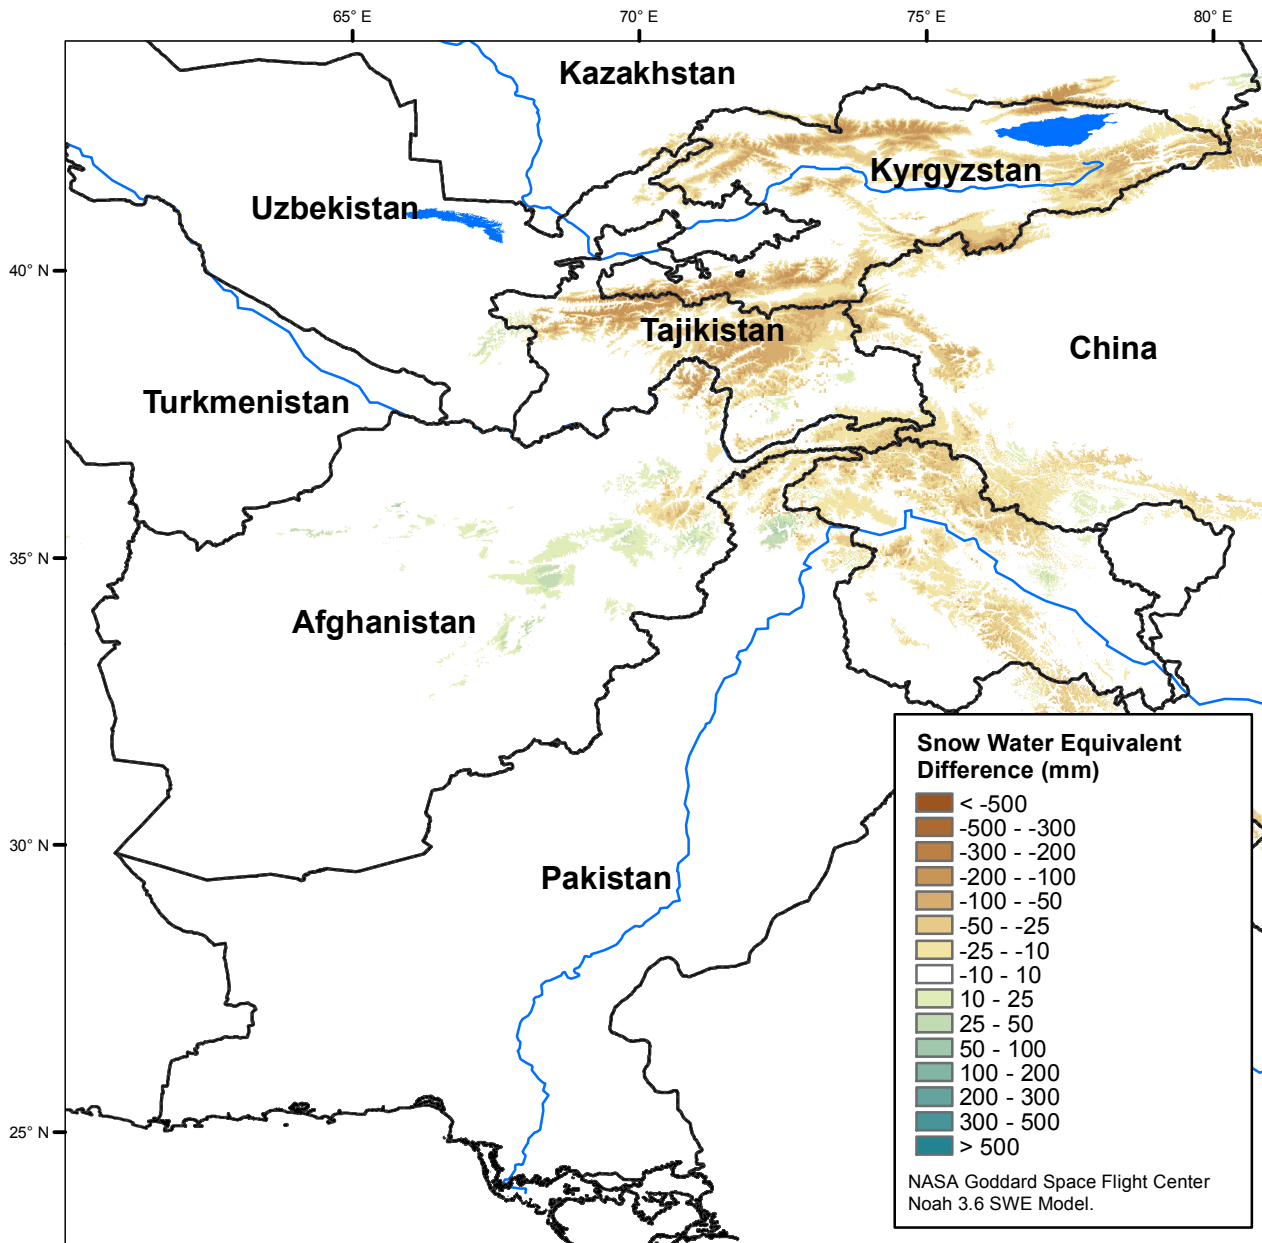 65° E
70° E
75° E
80° E
Kazakhstan
Kyrgyzstan
Uzbekistan
40° N
Tajikistan
China
Turkmenistan
35° N
Afghanistan
Snow Water Equivalent
Difference (mm)
< -500
-500 - -300
-300 - -200
-200 - -100
-100 - -50
-50 - -25
-25 - -10
-10 - 10
10 - 25
25 - 50
50 - 100
100 - 200
200 - 300
300 - 500
> 500
NASA Goddard Space Flight Center
Noah 3.6 SWE Model.
30° N
Pakistan
25° N